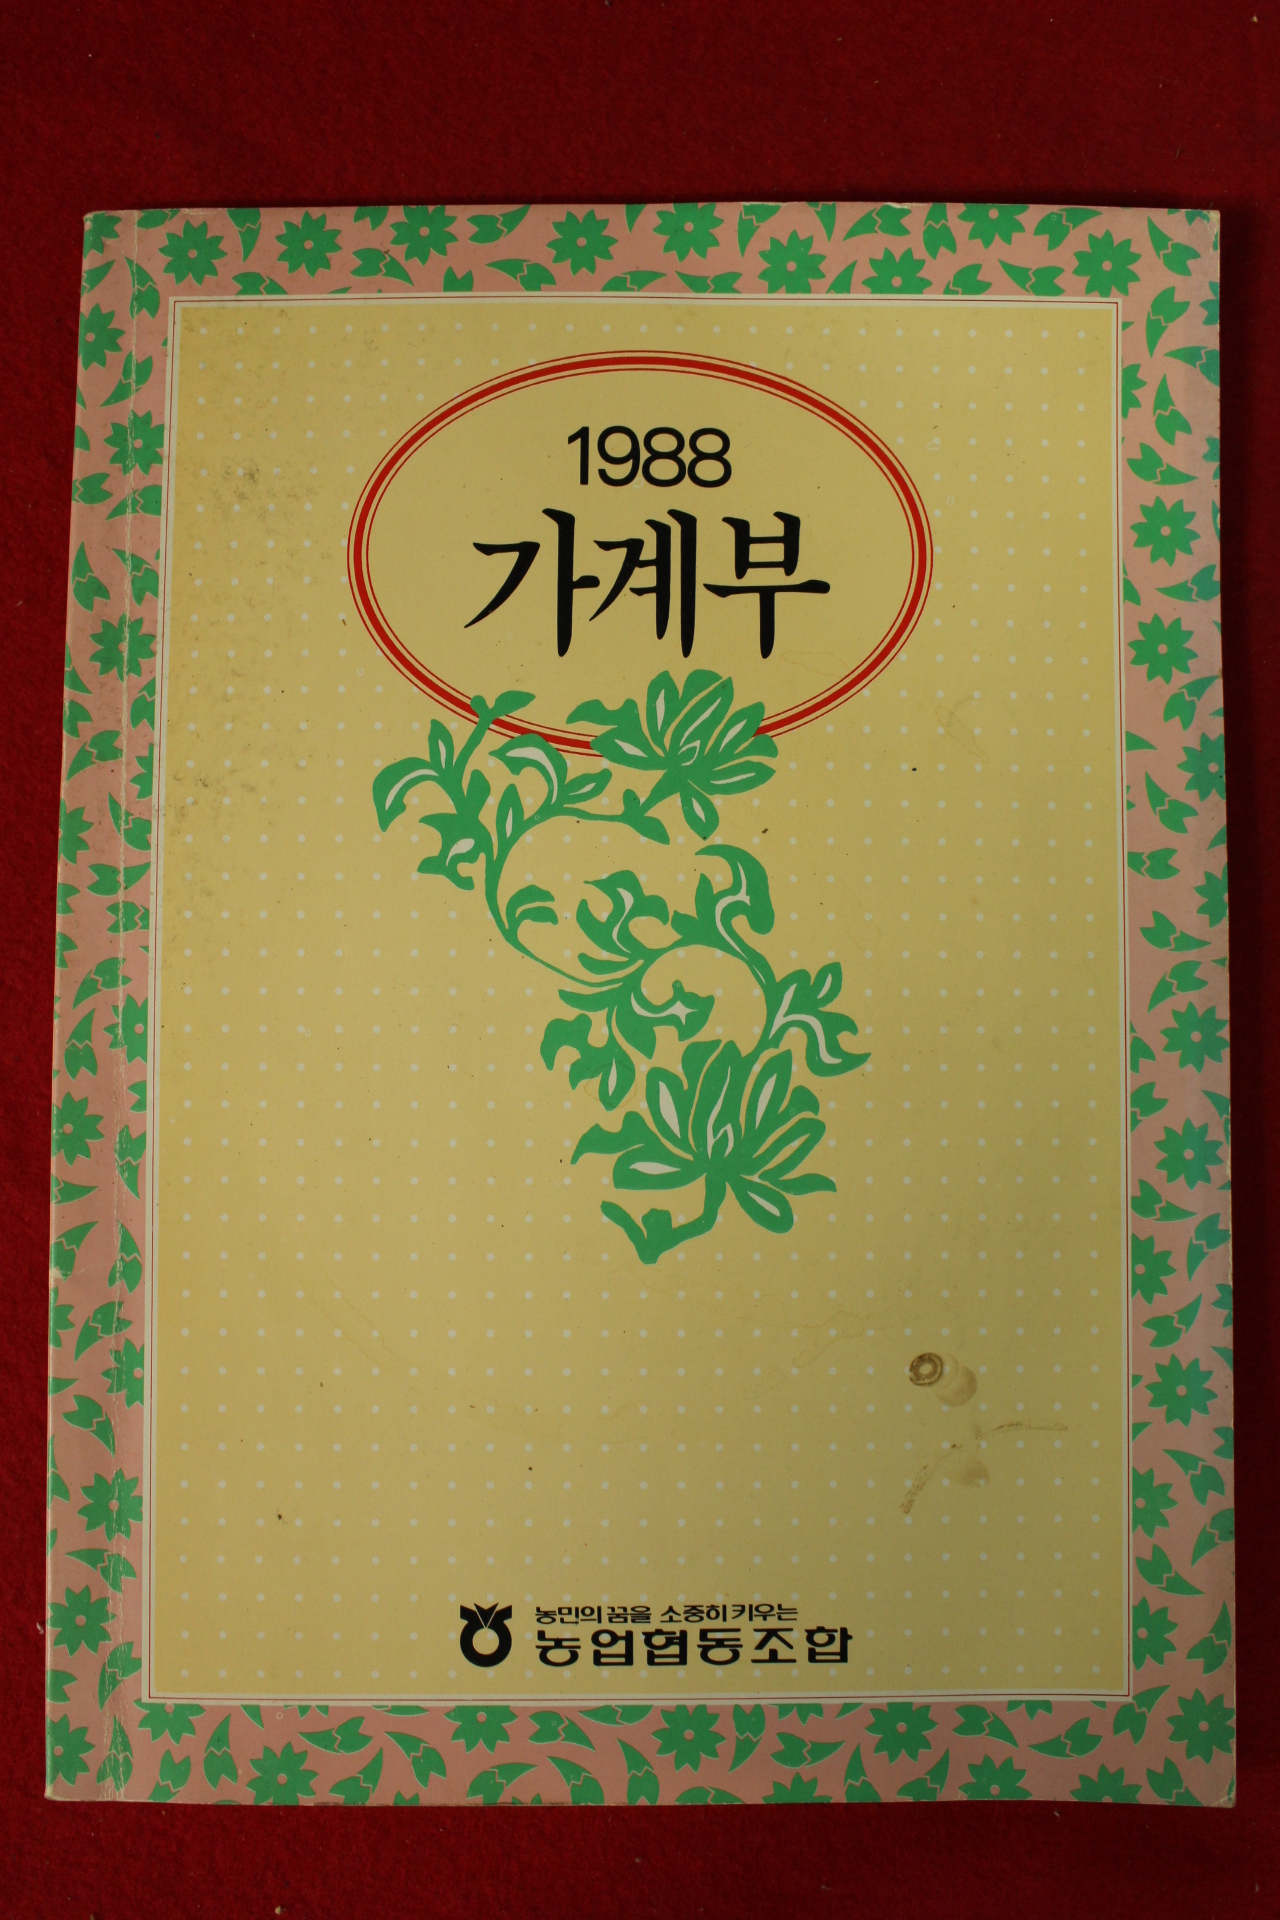 1988
가계부
농민의 꿈을 소중히 키우는
농업협동조합